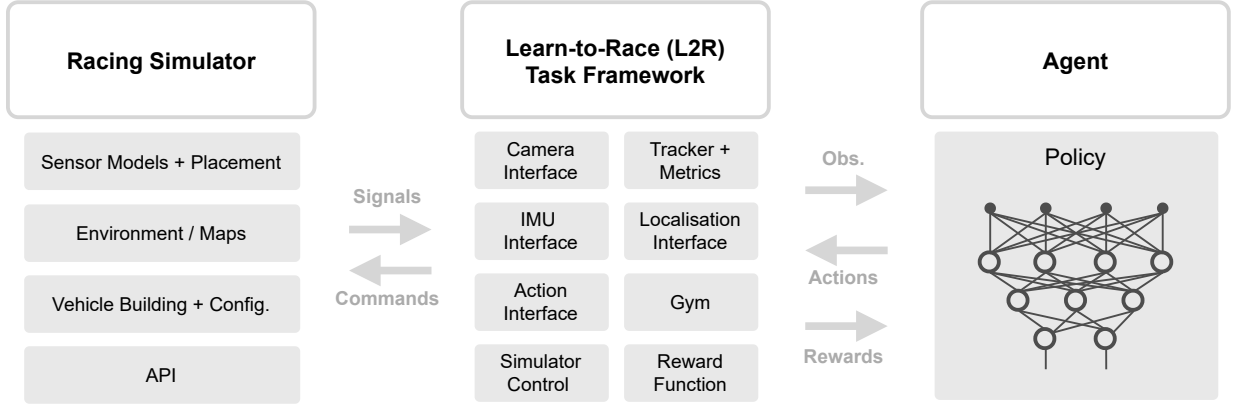 Racing Simulator
Sensor Models + Placement
Environment / Maps
Vehicle Building + Config.
API
Signals
Commands
Learn-to-Race (L2R)
Task Framework
Camera
Interface
Tracker +
Metrics
IMU
Interface
Localisation
Interface
Action
Interface
Gym
Simulator
Control
Reward
Function
Obs.
Actions
Rewards
Agent
Policy